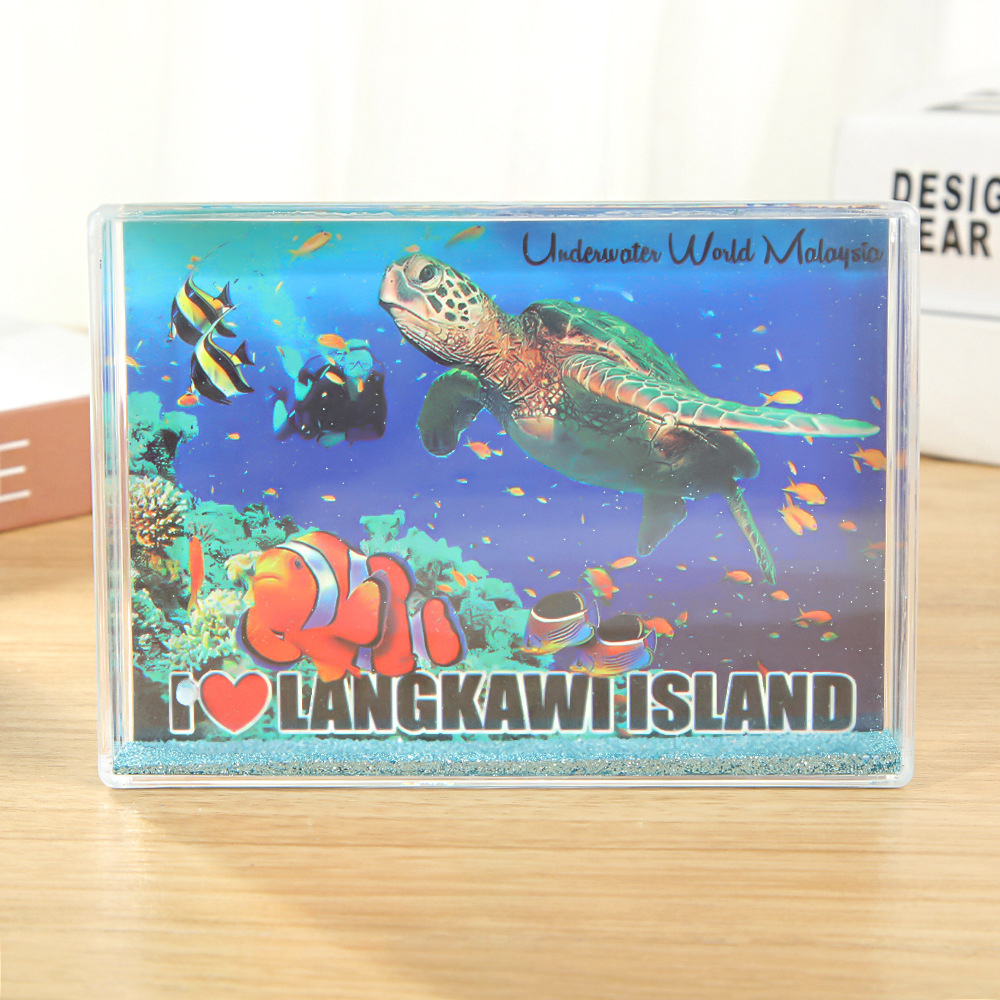 Underwater World Malaysia
DESIG
EAR
E
I ❤ LANGKAWI ISLAND